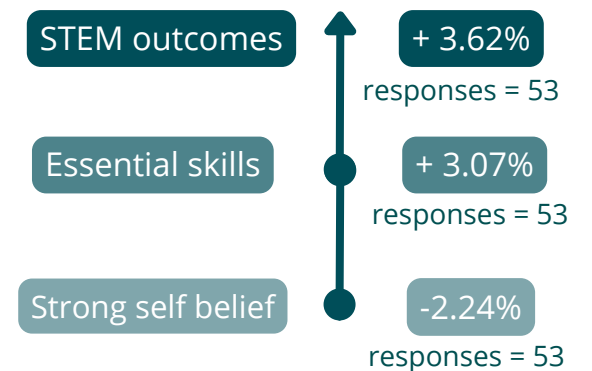 STEM outcomes
+ 3.62%
responses = 53
Essential skills
+ 3.07%
responses = 53
Strong self belief
-2.24%
responses = 53